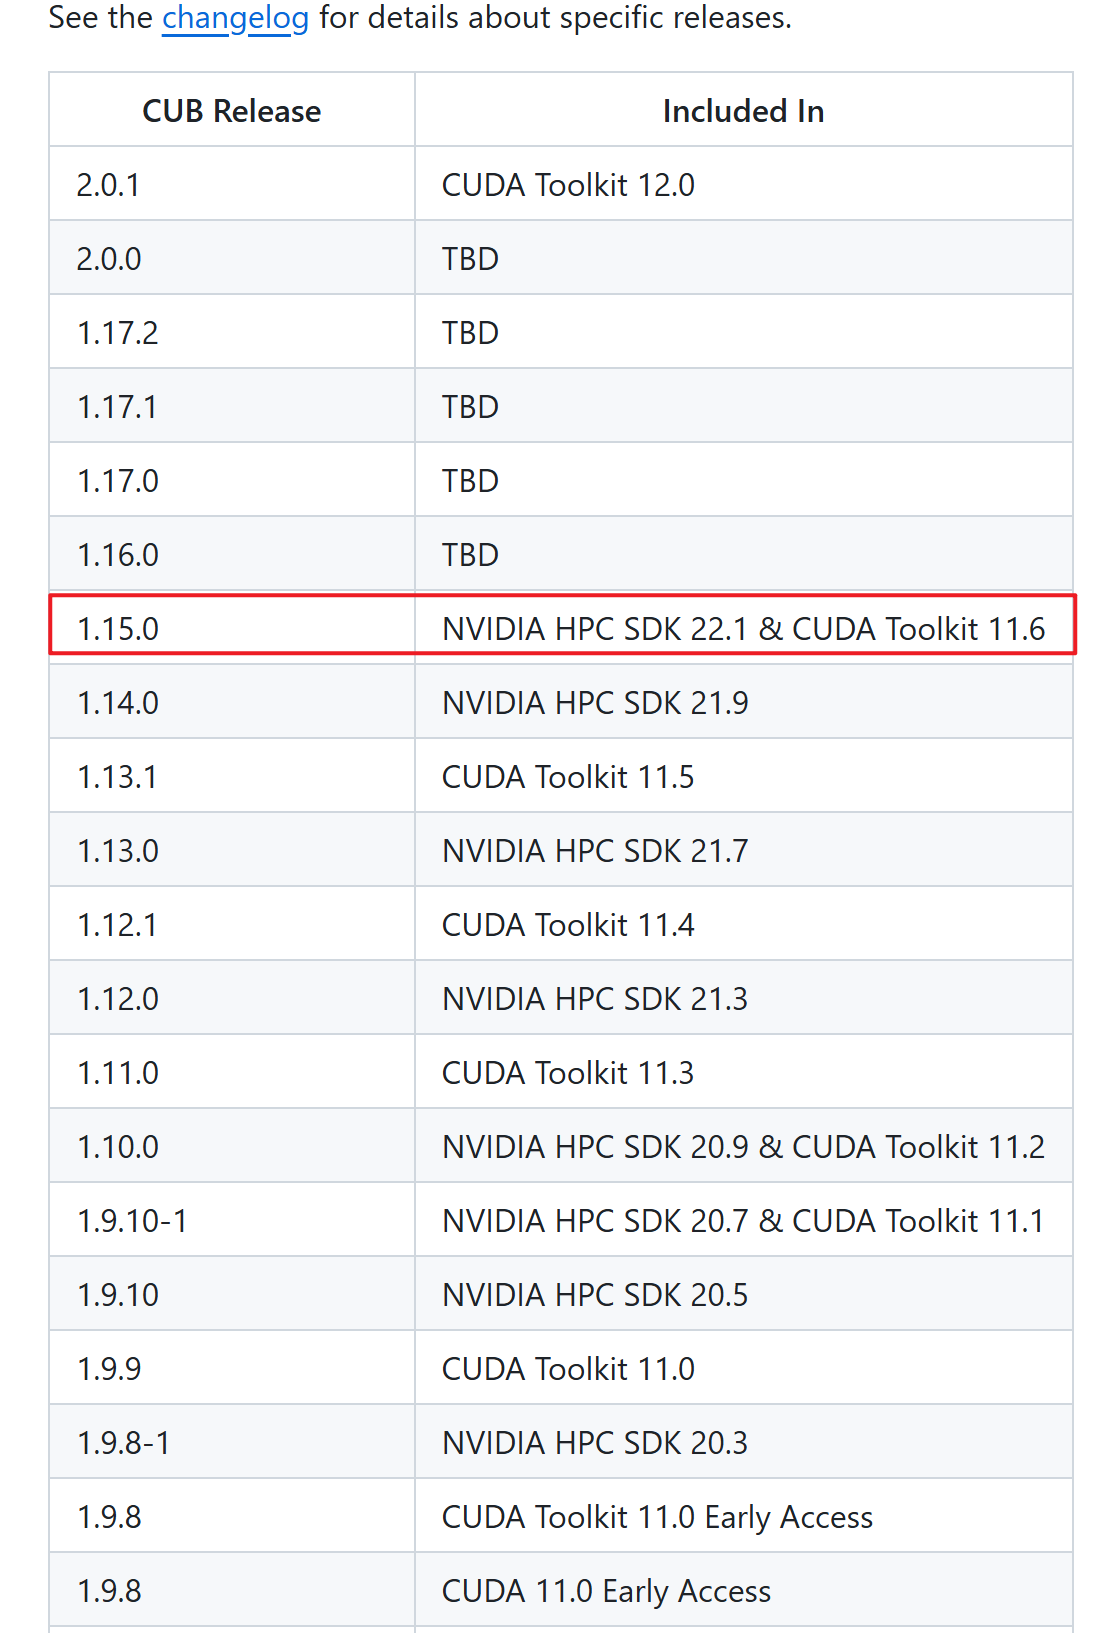 See the changelog for details about specific releases.
CUB Release Included In
2.0.1 CUDA Toolkit 12.0
2.0.0 TBD
1.17.2 TBD
1.17.1 TBD
1.17.0 TBD
1.16.0 TBD
1.15.0 NVIDIA HPC SDK 22.1 & CUDA Toolkit 11.6
1.14.0 NVIDIA HPC SDK 21.9
1.13.1 CUDA Toolkit 11.5
1.13.0 NVIDIA HPC SDK 21.7
1.12.1 CUDA Toolkit 11.4
1.12.0 NVIDIA HPC SDK 21.3
1.11.0 CUDA Toolkit 11.3
1.10.0 NVIDIA HPC SDK 20.9 & CUDA Toolkit 11.2
1.9.10-1 NVIDIA HPC SDK 20.7 & CUDA Toolkit 11.1
1.9.10 NVIDIA HPC SDK 20.5
1.9.9 CUDA Toolkit 11.0
1.9.8-1 NVIDIA HPC SDK 20.3
1.9.8 CUDA Toolkit 11.0 Early Access
1.9.8 CUDA 11.0 Early Access